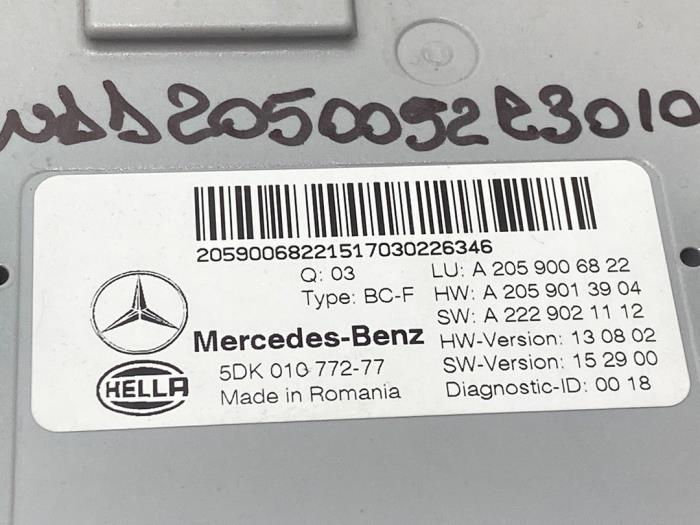 WDD2050052R3010
20590068221517030226346
Q: 03
Type: BC-F
LU: A 205 900 68 22
HW: A 205 901 39 04
SW: A 222 902 11 12
Mercedes-Benz
HW-Version: 13 08 02
5DK 010 772-77
SW-Version: 15 29 00
HELLA
Made in Romania
Diagnostic-ID: 00 18